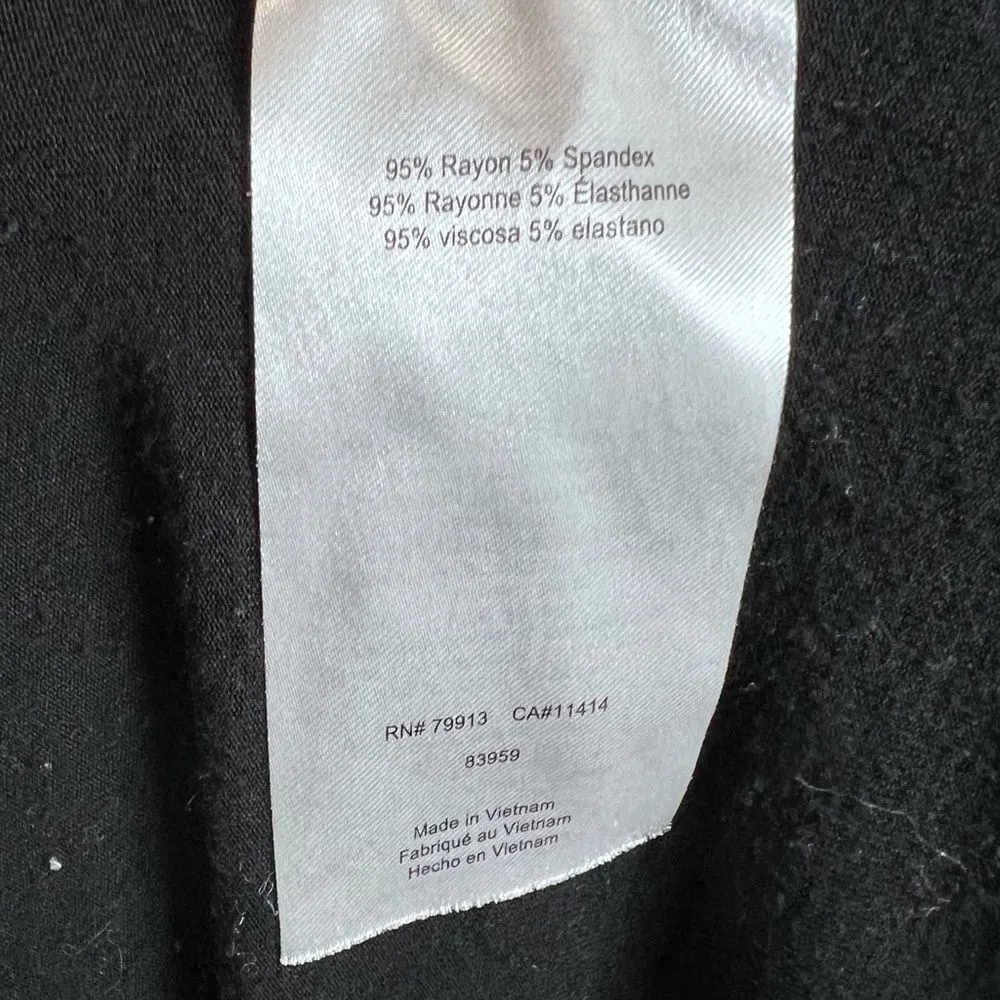 95% Rayon 5% Spandex
95% Rayonne 5% Élasthanne
95% viscosa 5% elastano
RN# 79913 CA#11414
83959
Made in Vietnam
Fabriqué au Vietnam
Hecho en Vietnam